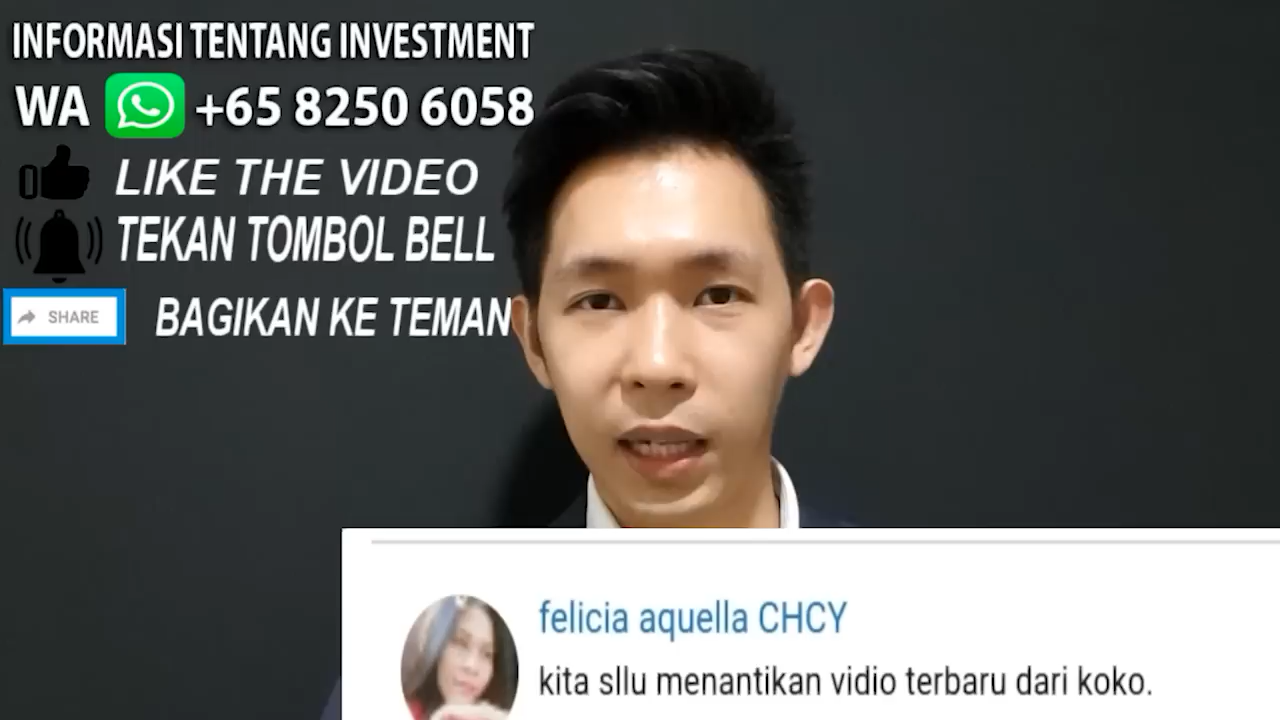 INFORMASI TENTANG INVESTMENT
WA +65 8250 6058
LIKE THE VIDEO
TEKAN TOMBOL BELL
SHARE BAGIKAN KE TEMAN
felicia aquella CHCY
kita sllu menantikan vidio terbaru dari koko.